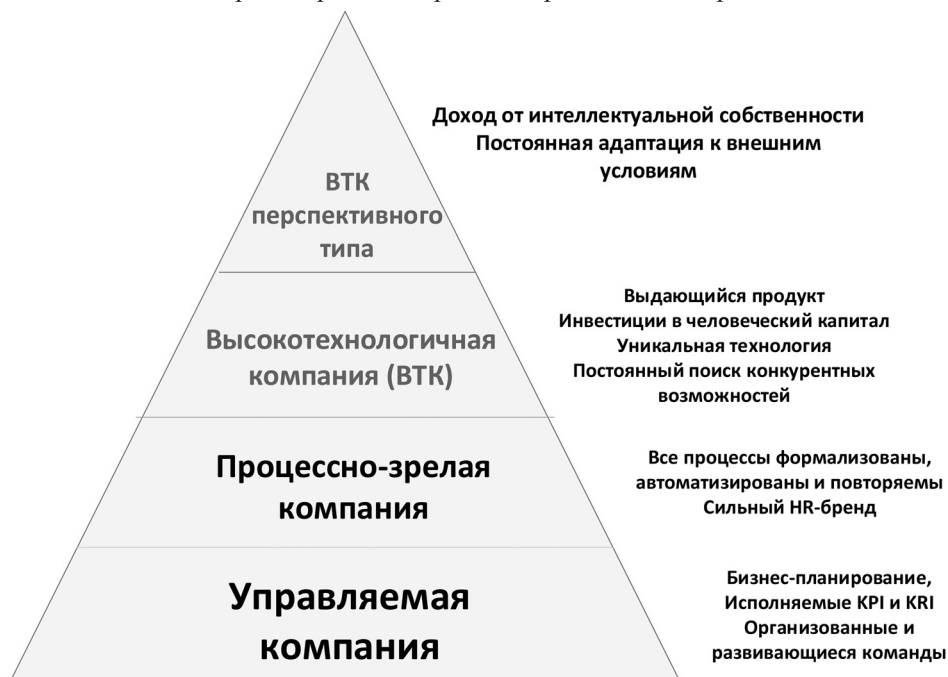 ВТК
перспективного
типа
Доход от интеллектуальной собственности
Постоянная адаптация к внешним
условиям
Высокотехнологичная
компания (ВТК)
Выдающийся продукт
Инвестиции в человеческий капитал
Уникальная технология
Постоянный поиск конкурентных
возможностей
Процессно-зрелая
компания
Все процессы формализованы,
автоматизированы и повторяемы
Сильный HR-бренд
Управляемая
компания
Бизнес-планирование,
Исполняемые KPI и KRI
Организованные и
развивающиеся команды